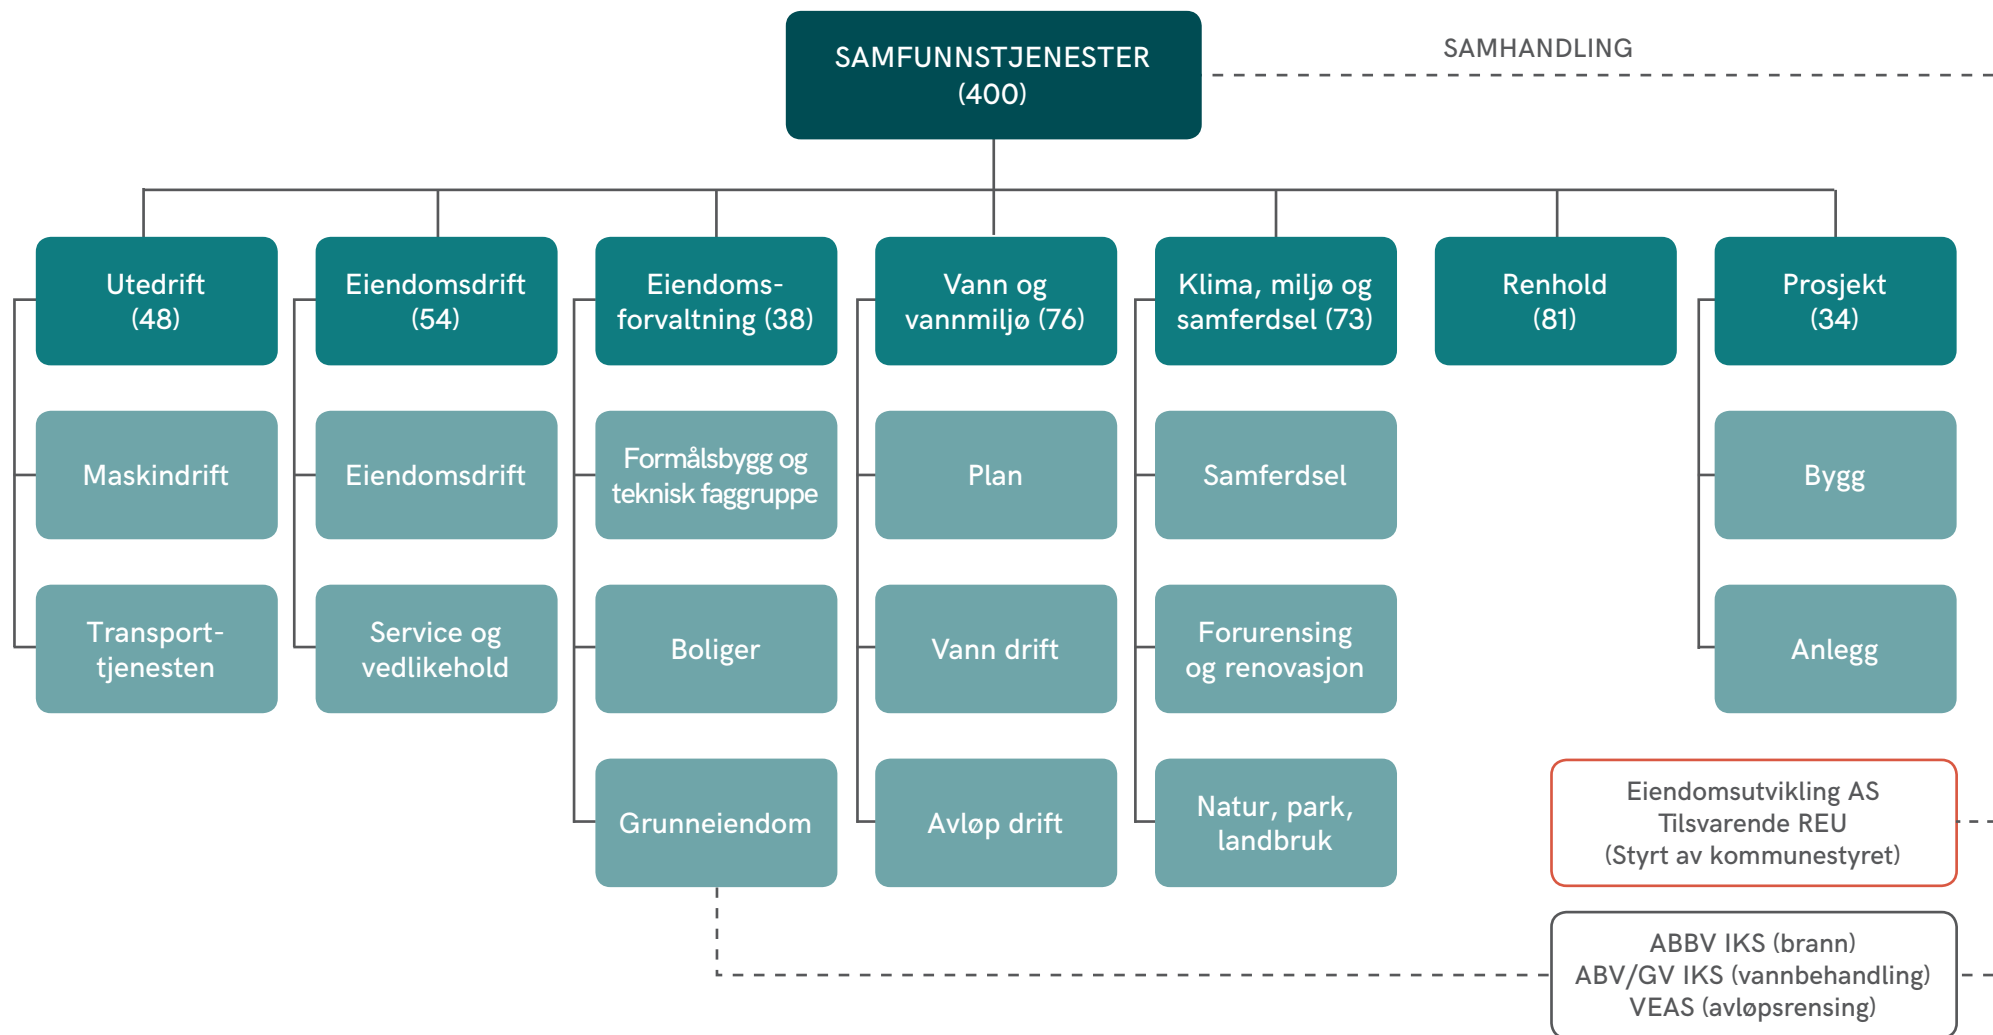 SAMFUNNSTJENESTER
(400)
SAMHANDLING
Utedrift
(48)
Eiendomsdrift
(54)
Eiendoms-
forvaltning (38)
Vann og
vannmiljø (76)
Klima, miljø og
samferdsel (73)
Renhold
(81)
Prosjekt
(34)
Maskindrift
Eiendomsdrift
Formålsbygg og
teknisk faggruppe
Plan
Samferdsel
Bygg
Transport-
tjenesten
Service og
vedlikehold
Boliger
Vann drift
Forurensing
og renovasjon
Anlegg
Grunneiendom
Avløp drift
Natur, park,
landbruk
Eiendomsutvikling AS
Tilsvarende REU
(Styrt av kommunestyret)
ABBV IKS (brann)
ABV/GV IKS (vannbehandling)
VEAS (avløpsrensing)